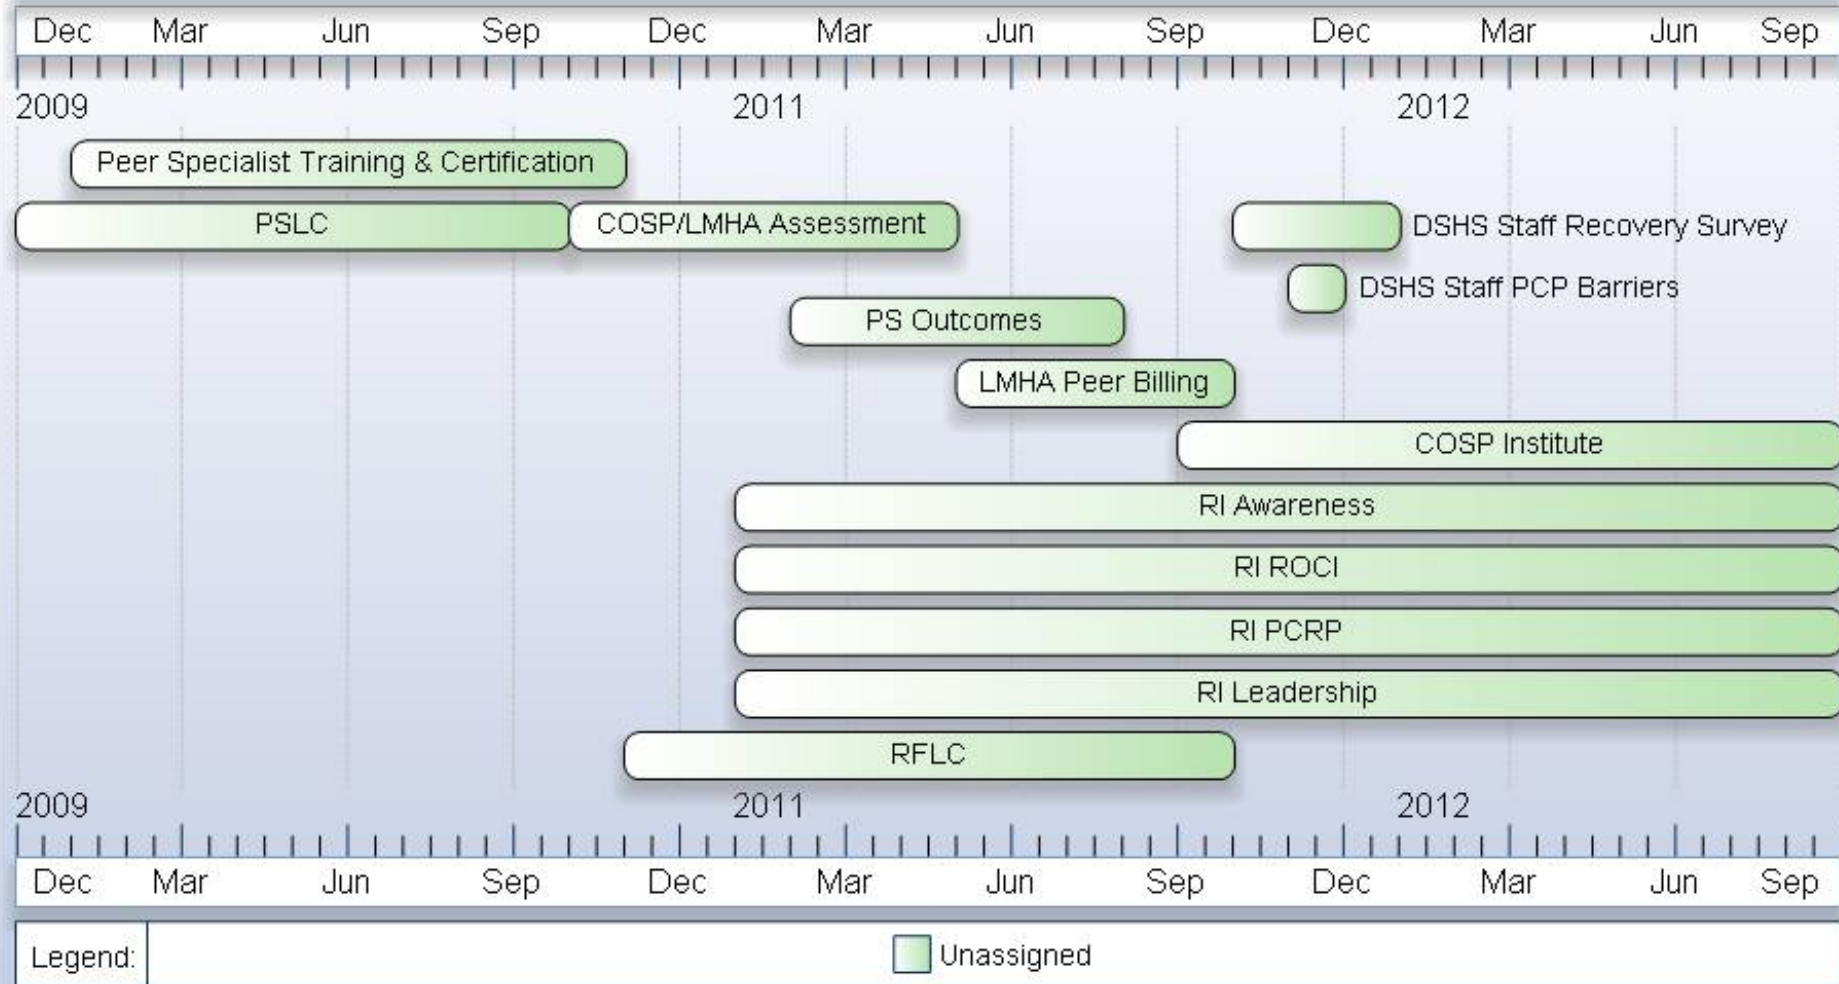 Dec Mar Jun Sep Dec Mar Jun Sep Dec Mar Jun Sep
2009 2011 2012
Peer Specialist Training & Certification
PSLC COSP/LMHA Assessment DSHS Staff Recovery Survey
DSHS Staff PCP Barriers
PS Outcomes
LMHA Peer Billing
COSP Institute
RI Awareness
RI ROCI
RI PCRP
RI Leadership
RFLC
2009 2011 2012
Dec Mar Jun Sep Dec Mar Jun Sep Dec Mar Jun Sep
Legend: Unassigned